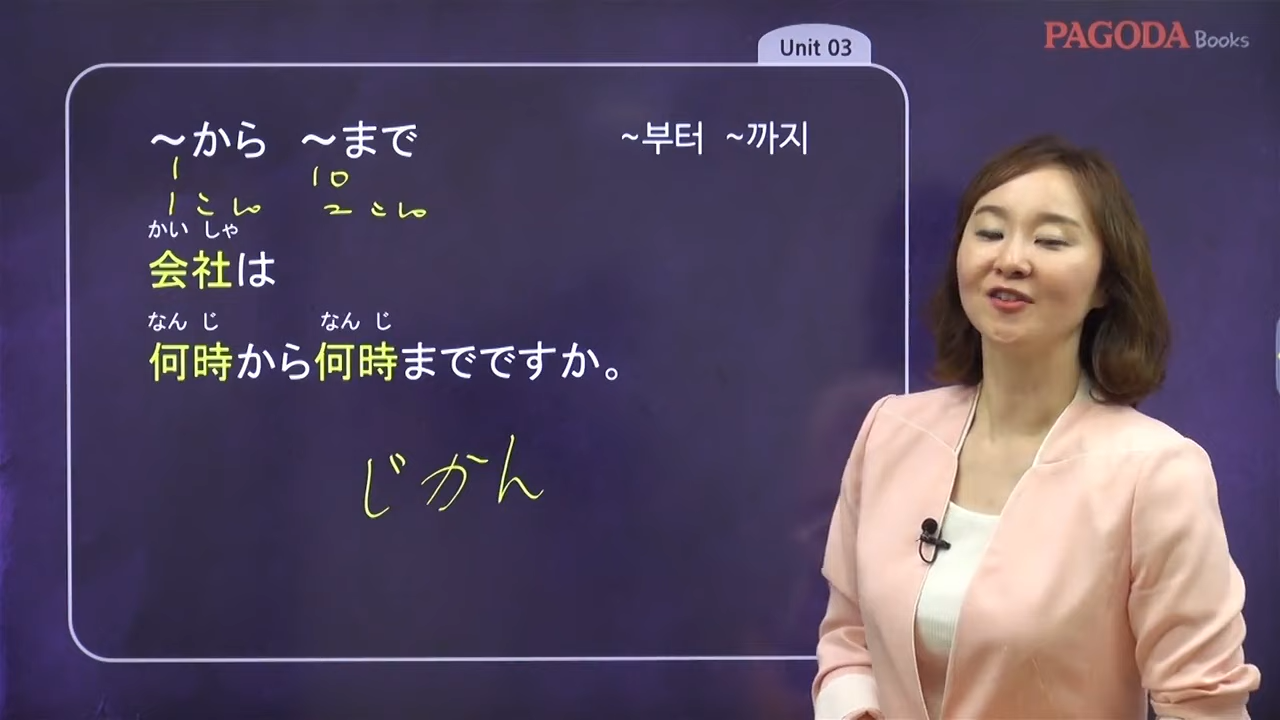 PAGODA Books
Unit 03
~から ~まで ~부터 ~까지
1 10
1 こ し 2 こ し
かい しゃ
会社は
なん じ なん じ
何時から何時までですか。
じかん